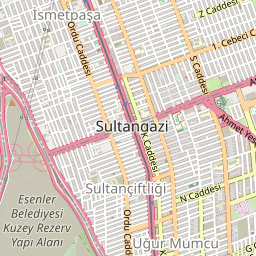 İsmetpaşa
Z Caddesi
Ordu Caddesi
1. Cebeci C
S Caddesi
Sultangazi
Ahmet Yes
K Caddesi
Sultançiftliği
Esenler
Belediyesi
Kuzey Rezerv
Yapı Alanı
N Caddesi
Ordu Cadd
Uğur Mumcu
G C